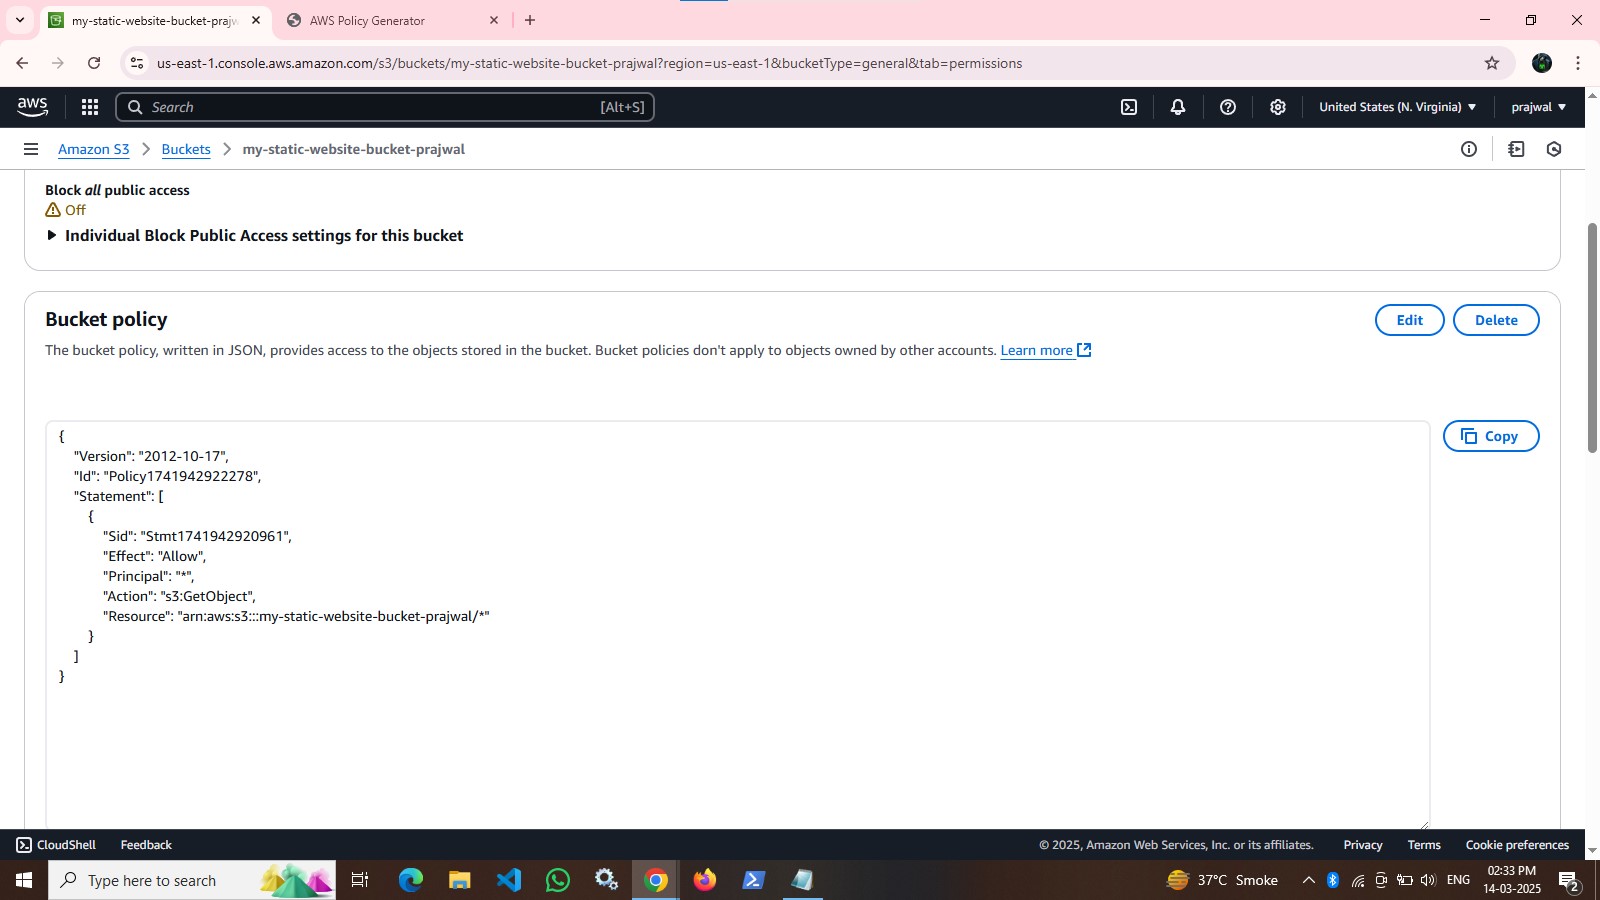 my-static-website-bucket-prajw
AWS Policy Generator
us-east-1.console.aws.amazon.com/s3/buckets/my-static-website-bucket-prajwal?region=us-east-1&bucketType=general&tab=permissions
aws
Search
[Alt+S]
United States (N. Virginia)
prajwal
Amazon S3
Buckets
my-static-website-bucket-prajwal
Block all public access
Off
Individual Block Public Access settings for this bucket
Bucket policy
Edit
Delete
The bucket policy, written in JSON, provides access to the objects stored in the bucket. Bucket policies don't apply to objects owned by other accounts. Learn more
Copy
{
"Version": "2012-10-17",
"Id": "Policy1741942922278",
"Statement": [
{
"Sid": "Stmt1741942920961",
"Effect": "Allow",
"Principal": "*",
"Action": "s3:GetObject",
"Resource": "arn:aws:s3:::my-static-website-bucket-prajwal/*"
}
]
}
CloudShell
Feedback
© 2025, Amazon Web Services, Inc. or its affiliates.
Privacy
Terms
Cookie preferences
Type here to search
37°C Smoke
ENG
02:33 PM
14-03-2025
2